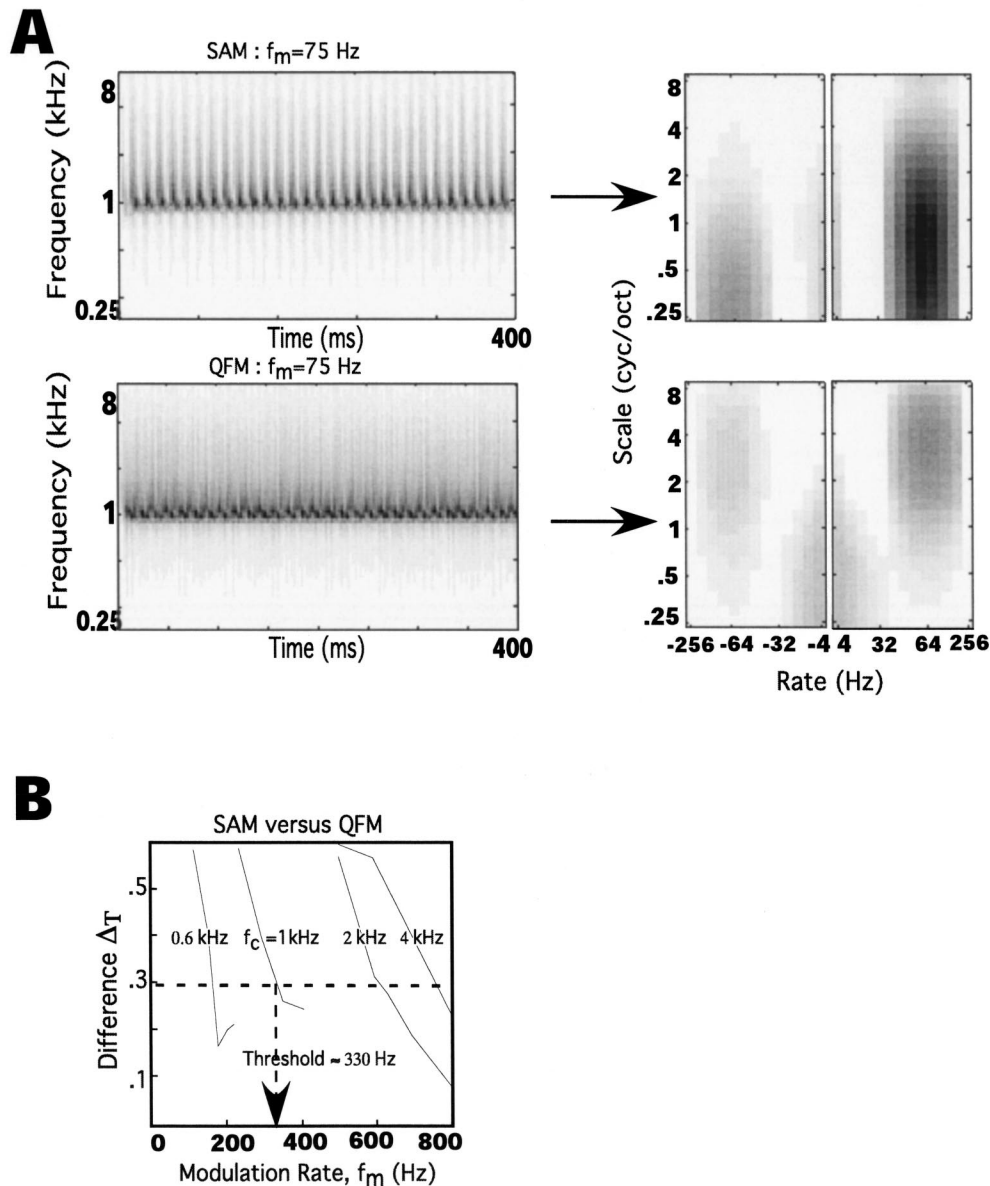 A
SAM : fm=75 Hz
Frequency (kHz)
8
1
0.25
Time (ms)
400
QFM : fm=75 Hz
Frequency (kHz)
8
1
0.25
Time (ms)
400
8
4
2
1
.5
.25
Scale (cyc/oct)
8
4
2
1
.5
.25
-256 -64 -32 -4 4 32 64 256
Rate (Hz)
B
SAM versus QFM
Difference ΔT
.5
.3
.1
0.6 kHz fc =1kHz 2 kHz 4 kHz
Threshold ~ 330 Hz
0 200 400 600 800
Modulation Rate, fm (Hz)